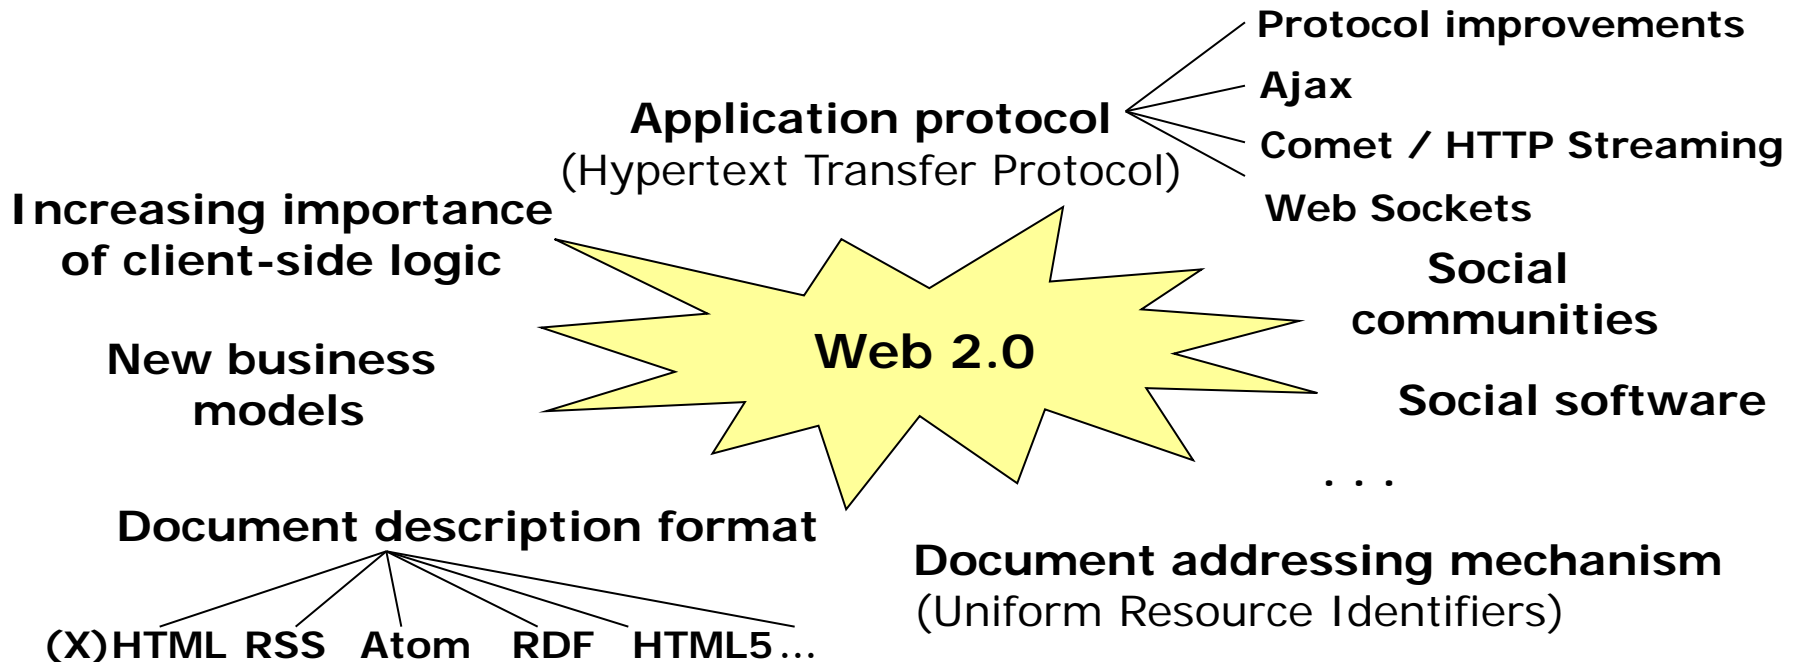 Protocol improvements
Ajax
Application protocol
Comet / HTTP Streaming
(Hypertext Transfer Protocol)
Web Sockets
Increasing importance
of client-side logic
Social
communities
Web 2.0
New business
models
Social software
...
Document description format
Document addressing mechanism
(Uniform Resource Identifiers)
(X)HTML RSS Atom RDF HTML5...